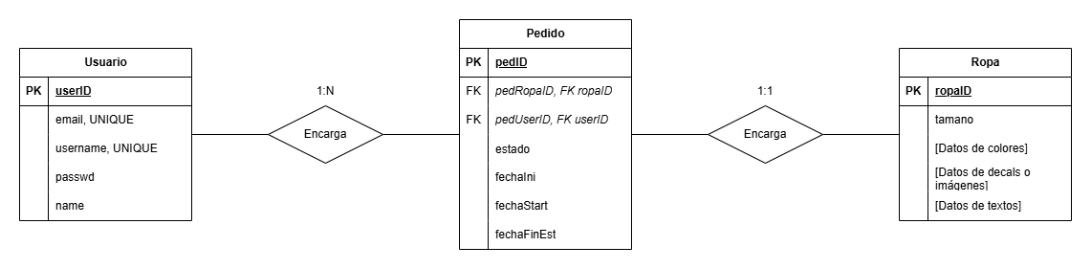 Usuario
PK userID
email, UNIQUE
username, UNIQUE
passwd
name
1:N
Encarga
Pedido
PK pedID
FK pedRopaID, FK ropaID
FK pedUserID, FK userID
estado
fechaIni
fechaStart
fechaFinEst
1:1
Encarga
Ropa
PK ropaID
tamano
[Datos de colores]
[Datos de decals o
imágenes]
[Datos de textos]